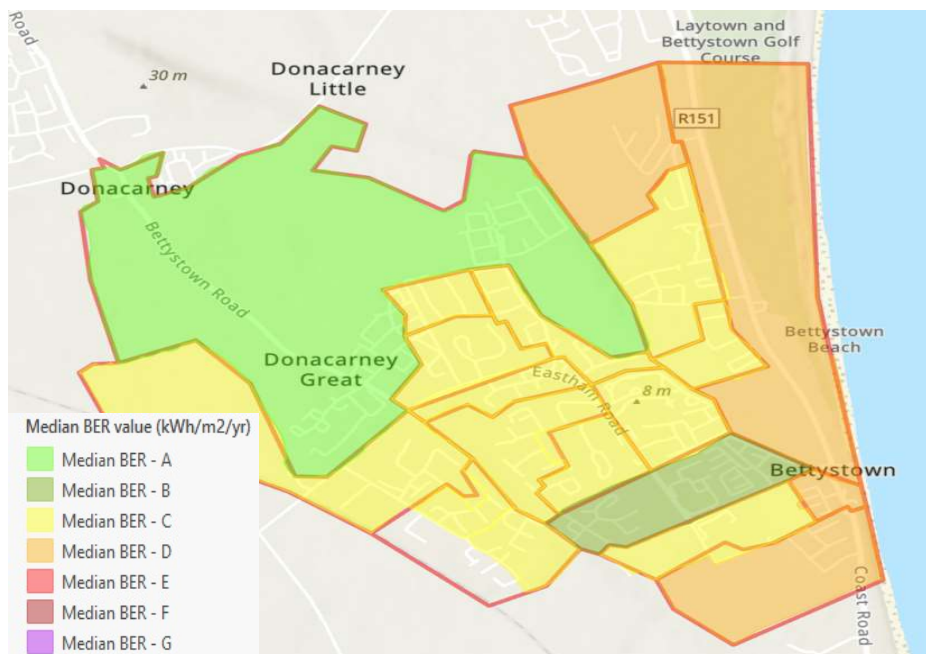 Road
Laytown and
Bettystown Golf
Course
30 m
Donacarney
Little
R151
Donacarney
Bettystown Road
Bettystown
Beach
Donacarney
Great
Eastham Road
8 m
Bettystown
Coast Road
Median BER value (kWh/m2/yr)
Median BER - A
Median BER - B
Median BER - C
Median BER - D
Median BER - E
Median BER - F
Median BER - G